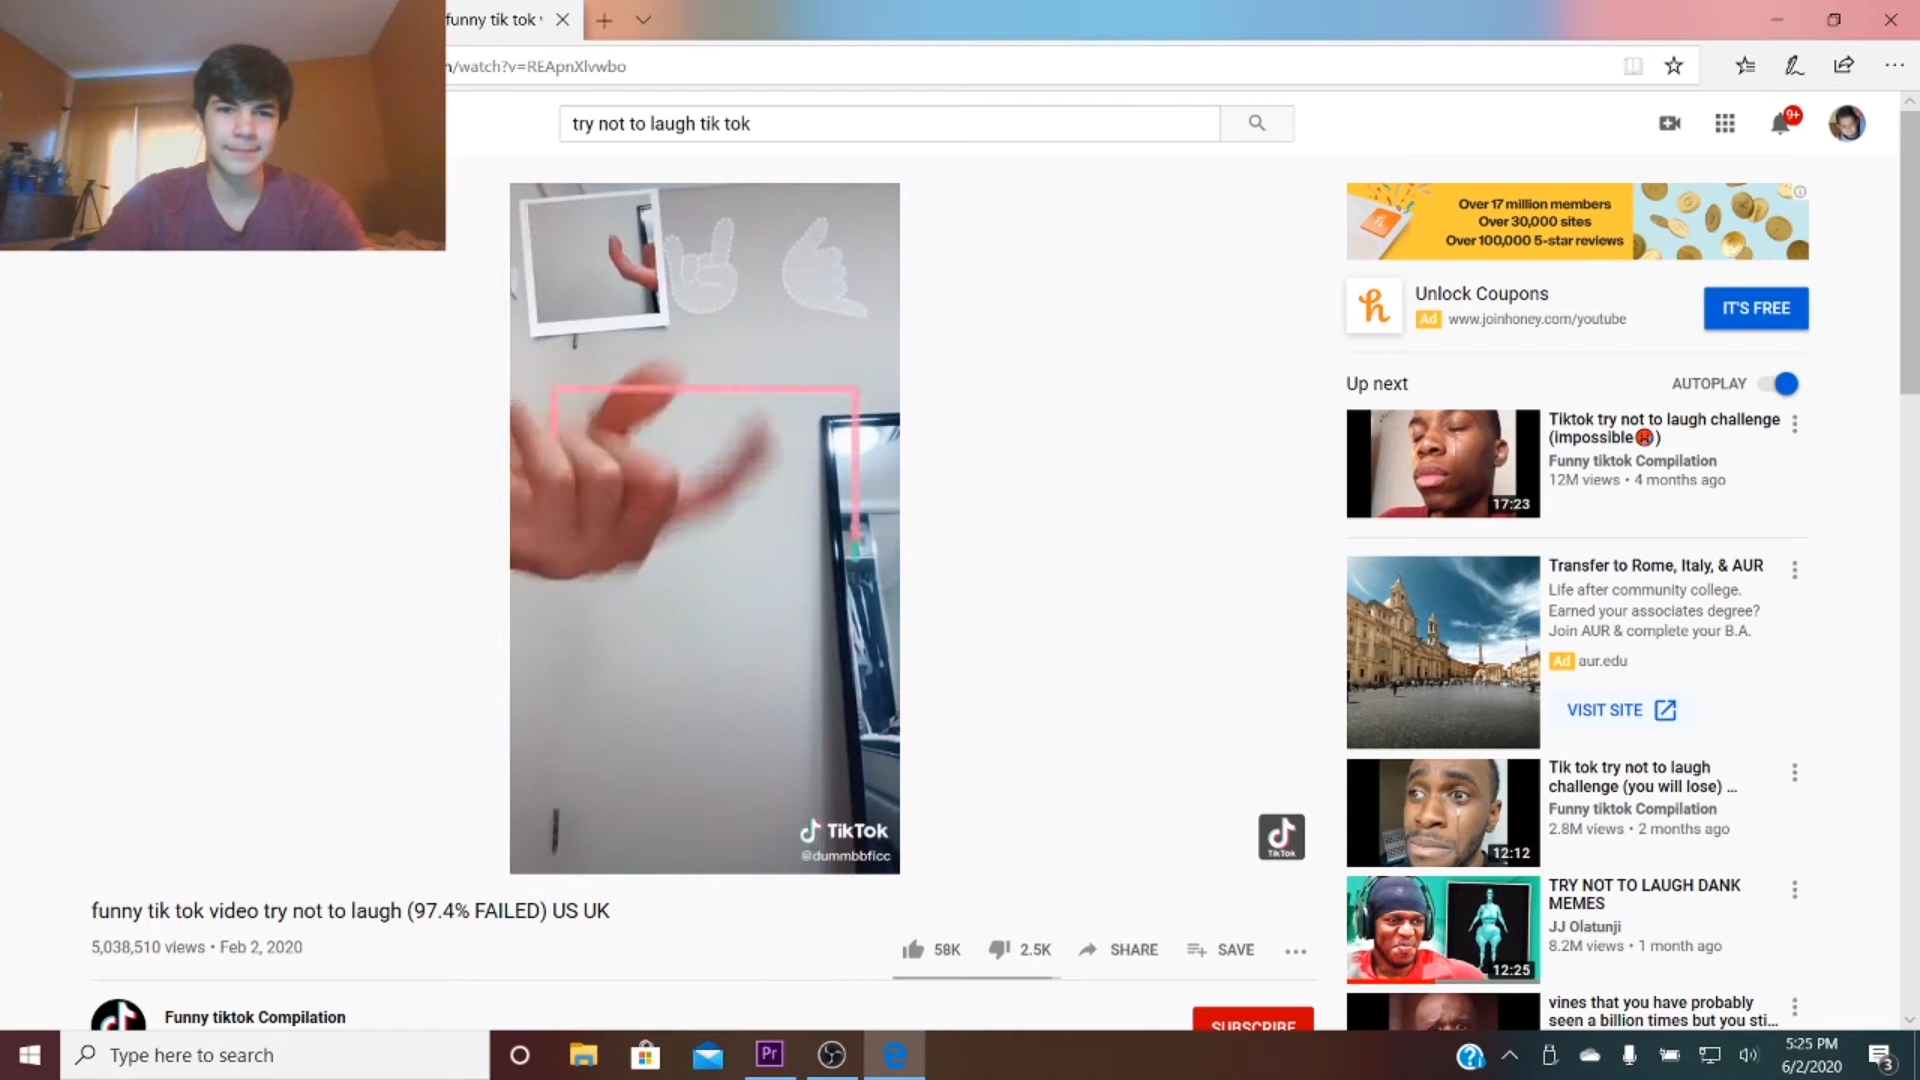 funny tik tok
/watch?v=REApnXlvwbo
try not to laugh tik tok
9+
Over 17 million members
Over 30,000 sites
Over 100,000 5-star reviews
Unlock Coupons
Ad www.joinhoney.com/youtube
IT'S FREE
Up next
AUTOPLAY
Tiktok try not to laugh challenge
(impossible😡)
Funny tiktok Compilation
12M views • 4 months ago
17:23
Transfer to Rome, Italy, & AUR
Life after community college.
Earned your associates degree?
Join AUR & complete your B.A.
Ad aur.edu
VISIT SITE
Tik tok try not to laugh
challenge (you will lose) ...
Funny tiktok Compilation
2.8M views • 2 months ago
12:12
TRY NOT TO LAUGH DANK
MEMES
JJ Olatunji
8.2M views • 1 month ago
12:25
vines that you have probably
seen a billion times but you sti...
TikTok
@dummbbficc
TikTok
funny tik tok video try not to laugh (97.4% FAILED) US UK
5,038,510 views • Feb 2, 2020
58K
2.5K
SHARE
SAVE
Funny tiktok Compilation
SUBSCRIBE
Type here to search
Pr
5:25 PM
6/2/2020
3